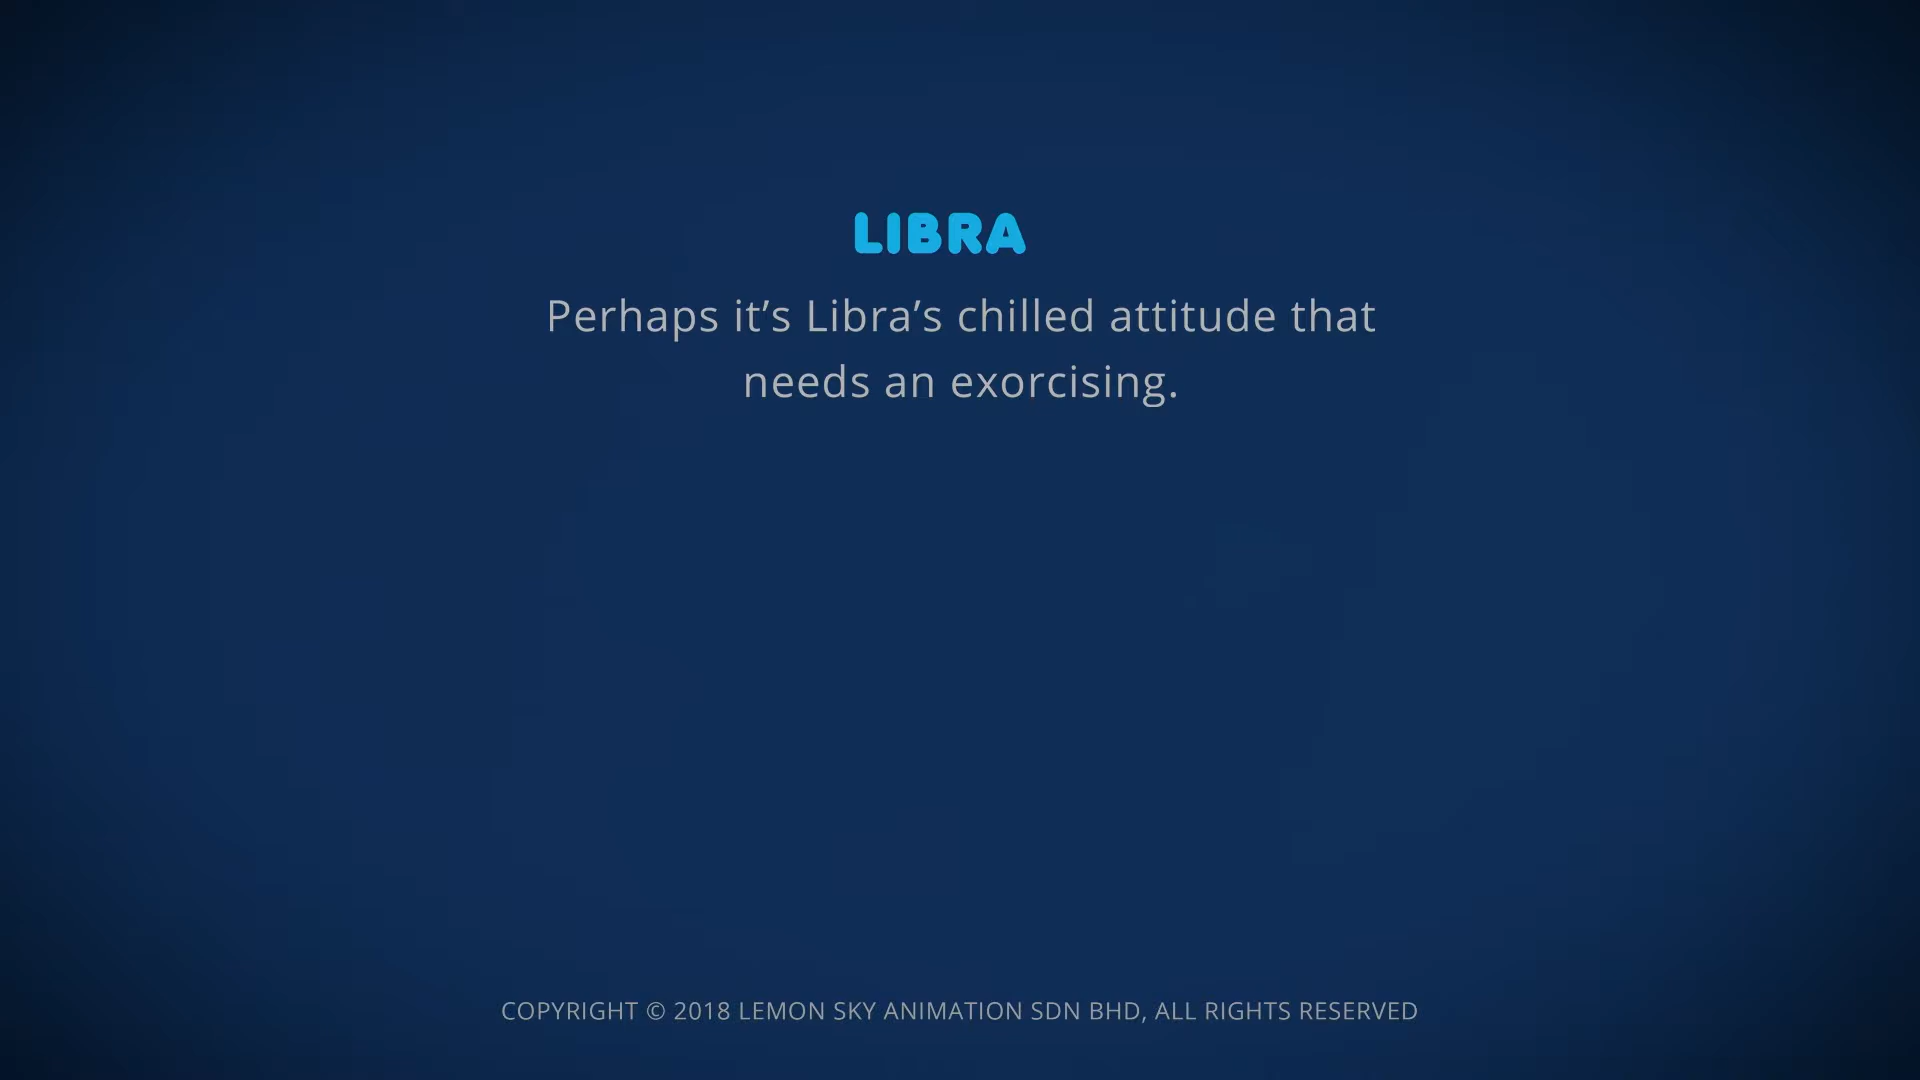 LIBRA
Perhaps it’s Libra’s chilled attitude that
needs an exorcising.
COPYRIGHT © 2018 LEMON SKY ANIMATION SDN BHD, ALL RIGHTS RESERVED